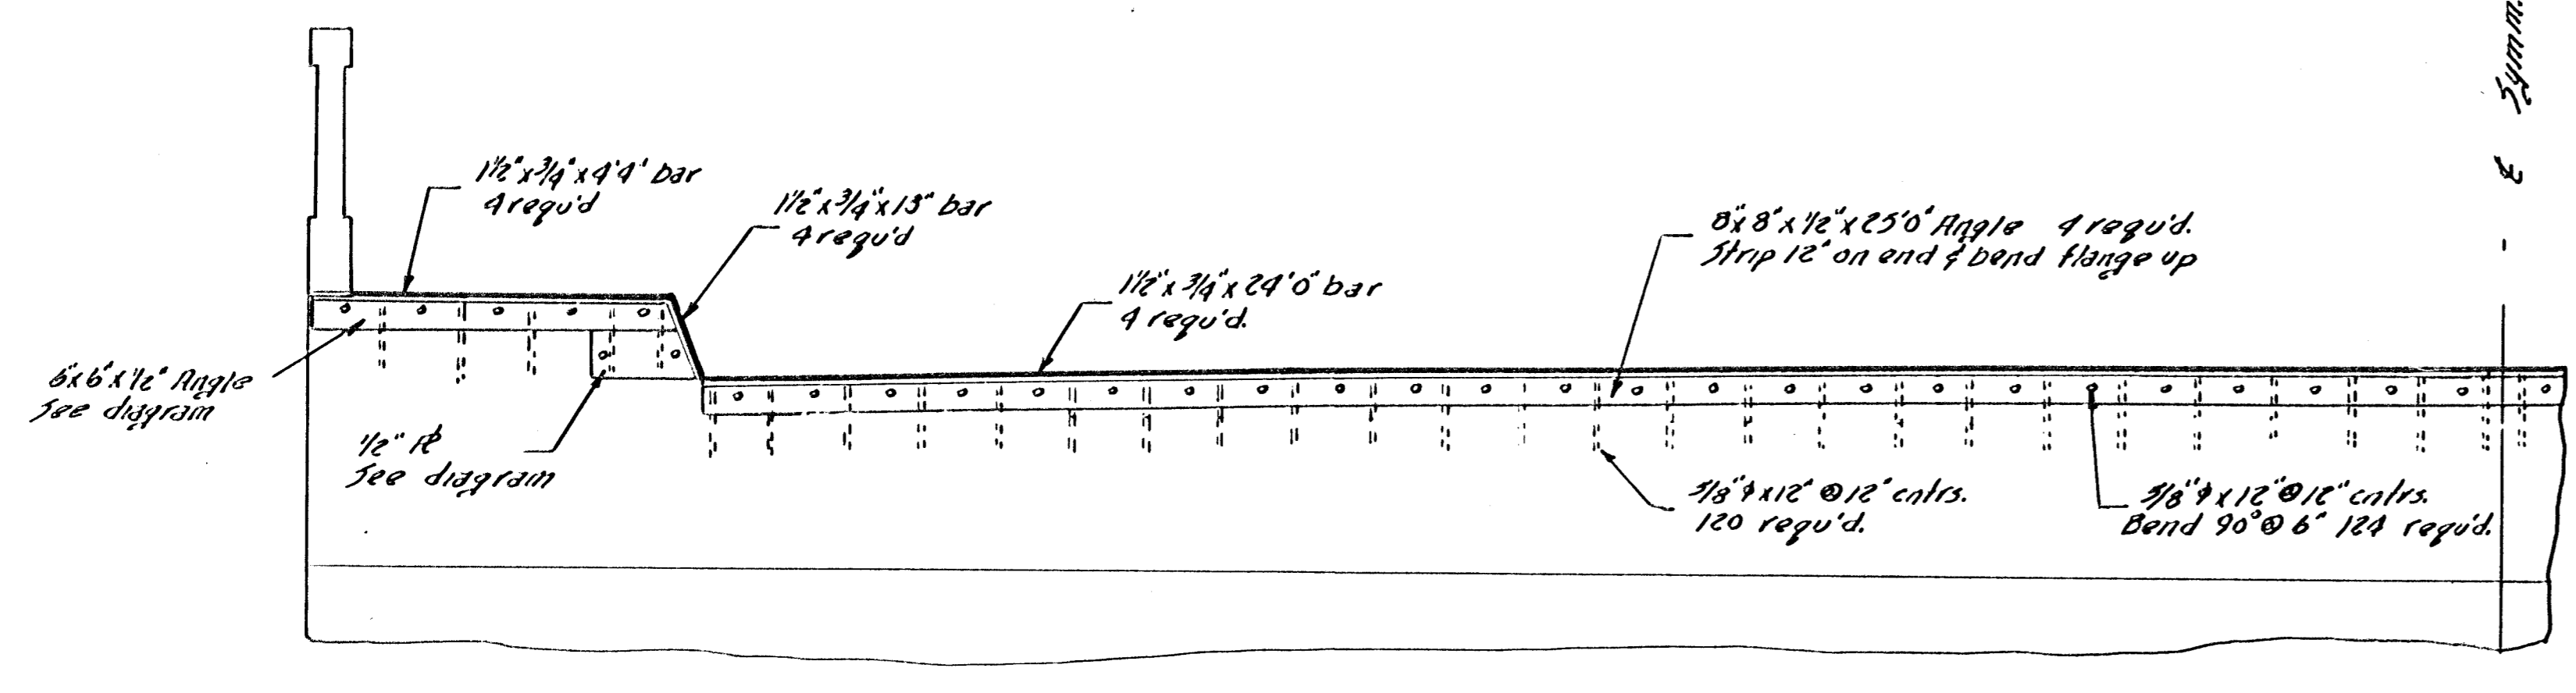 ℄ Symm.
1½" x ¾" x 4'4" bar
4 requ'd
1½" x ¾" x 13" bar
4 requ'd
8" x 8" x ½" x 25'0" Angle 4 requ'd.
Strip 12" on end & bend flange up
1½" x ¾" x 24'0" bar
4 requ'd.
6" x 6" x ½" Angle
See diagram
½" ℄
See diagram
5/8" φ x 12" @ 12" cntrs.
120 requ'd.
5/8" φ x 12" @ 12" cntrs.
Bend 90° @ 6" 124 requ'd.